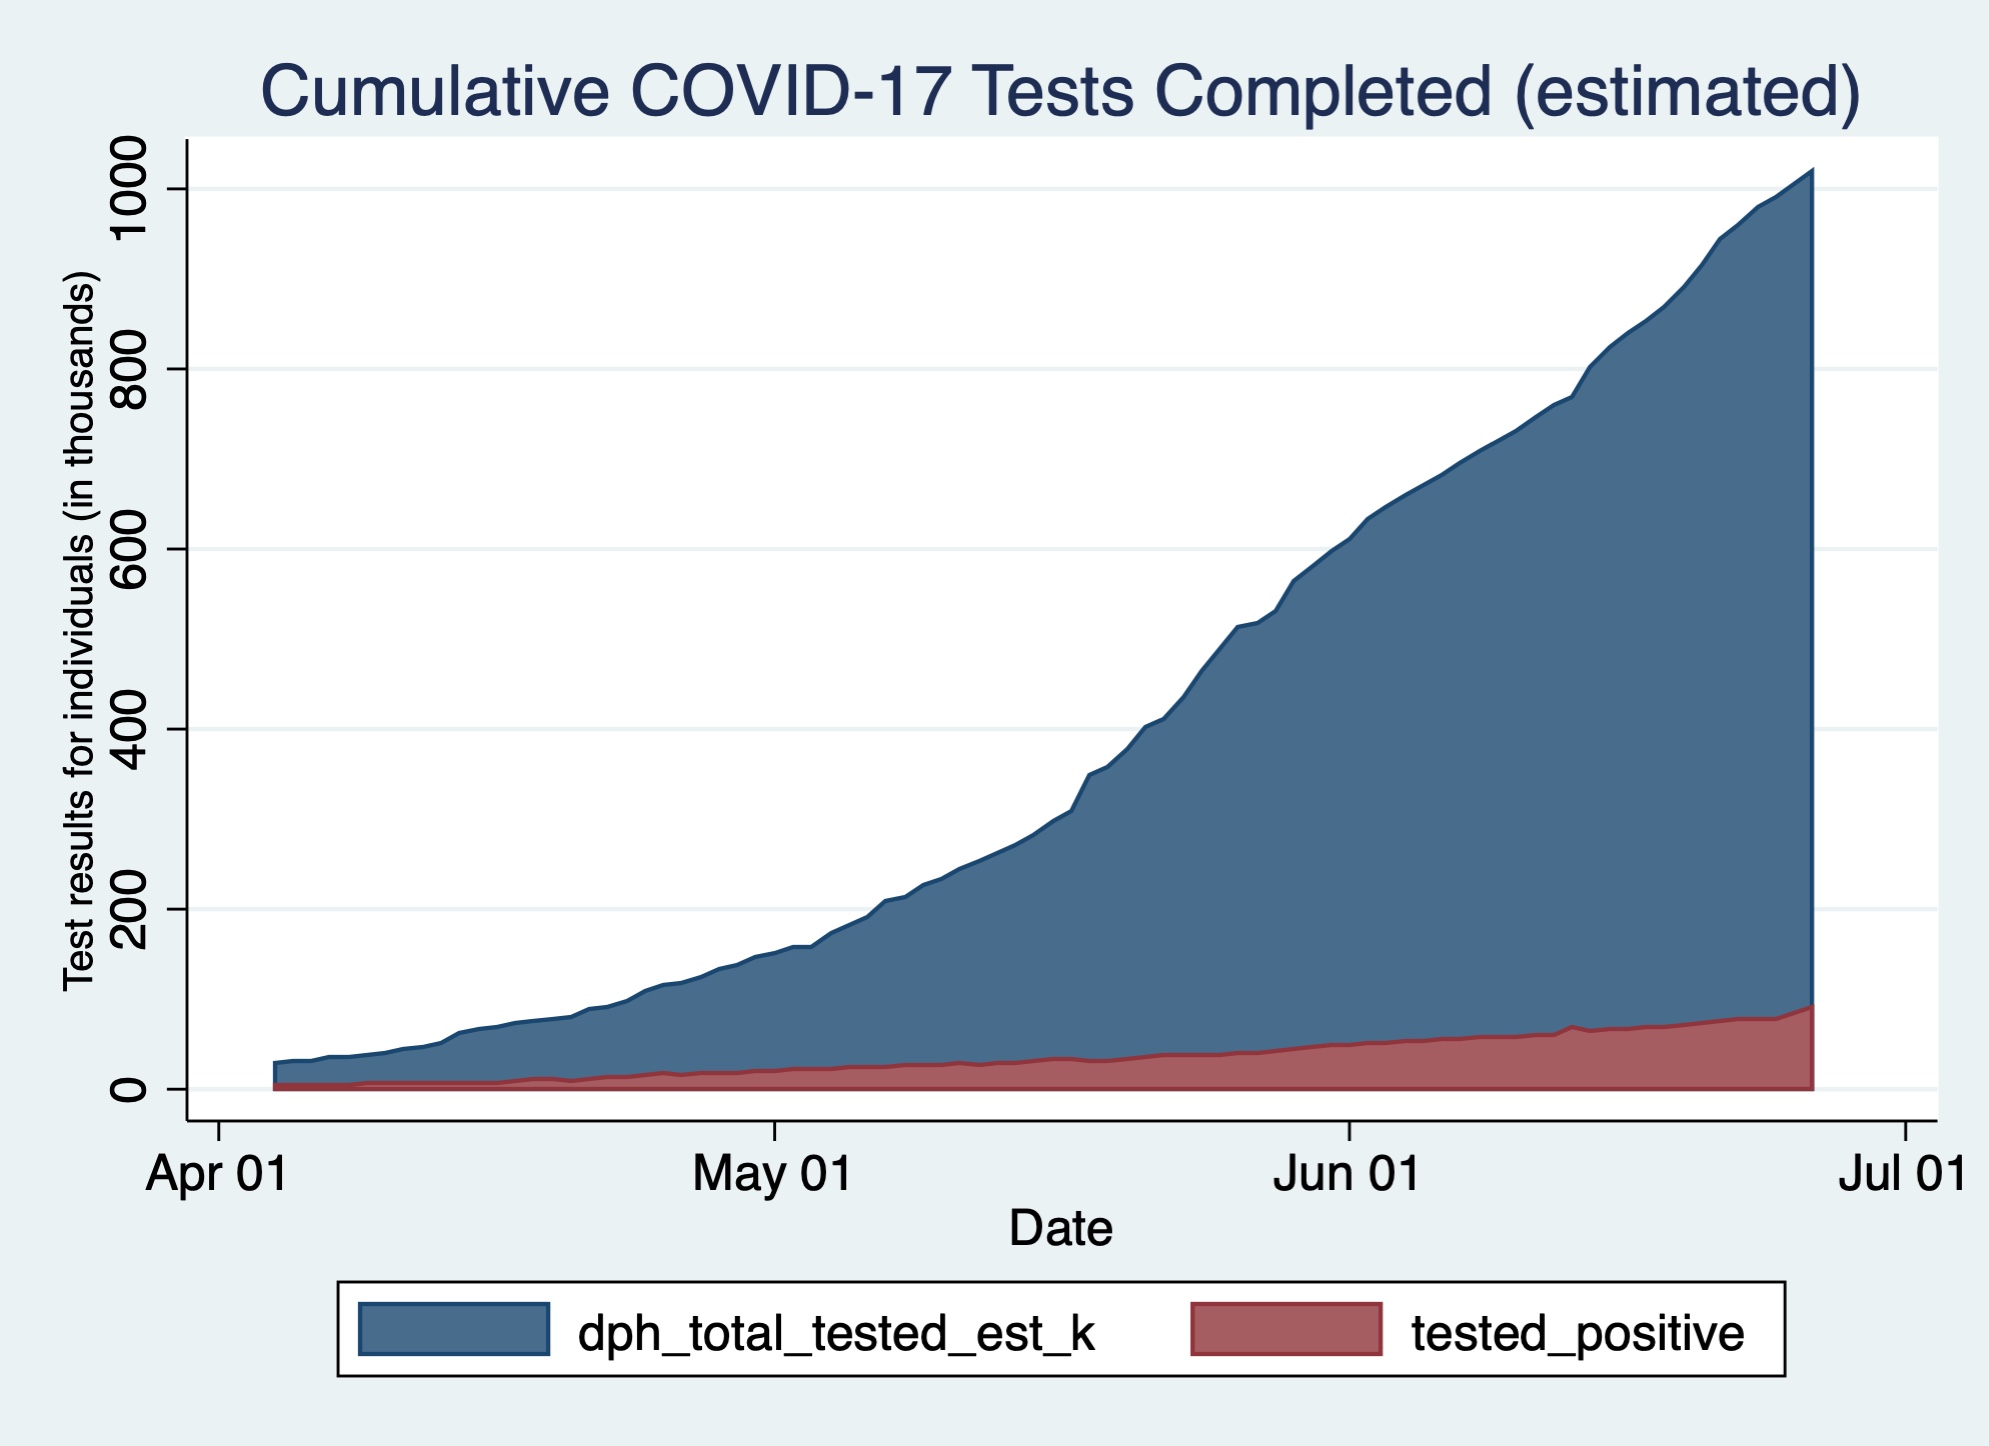 Cumulative COVID-17 Tests Completed (estimated)
Test results for individuals (in thousands)
1000
800
600
400
200
0
Apr 01 May 01 Jun 01 Jul 01
Date
dph_total_tested_est_k tested_positive